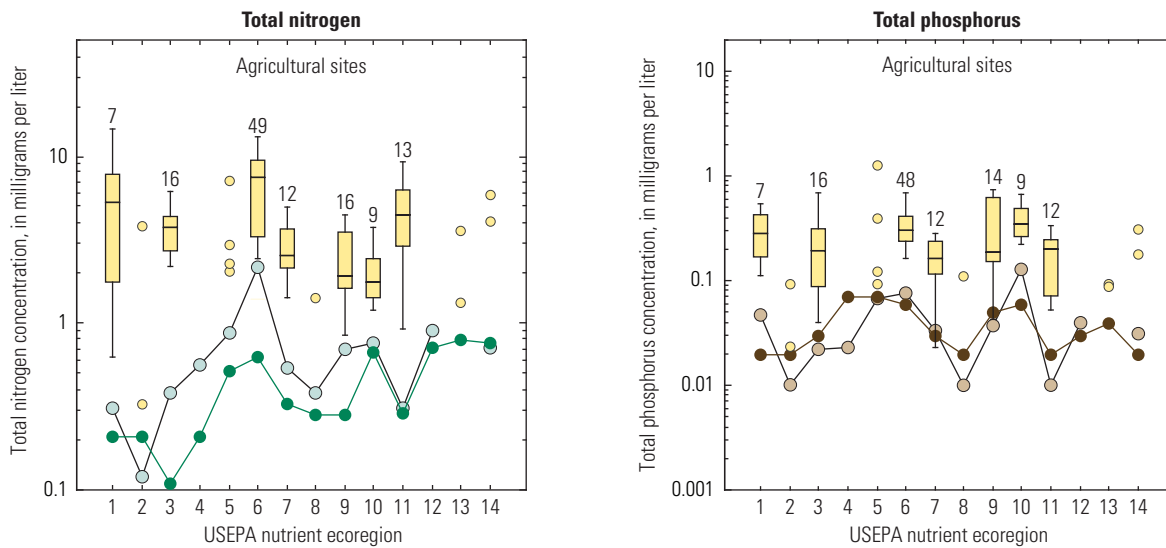 Total nitrogen
Agricultural sites
Total nitrogen concentration, in milligrams per liter
10
1
0.1
7
16
49
12
16
9
13
1 2 3 4 5 6 7 8 9 10 11 12 13 14
USEPA nutrient ecoregion
Total phosphorus
Agricultural sites
Total phosphorus concentration, in milligrams per liter
10
1
0.1
0.01
0.001
7
16
48
12
14
9
12
1 2 3 4 5 6 7 8 9 10 11 12 13 14
USEPA nutrient ecoregion